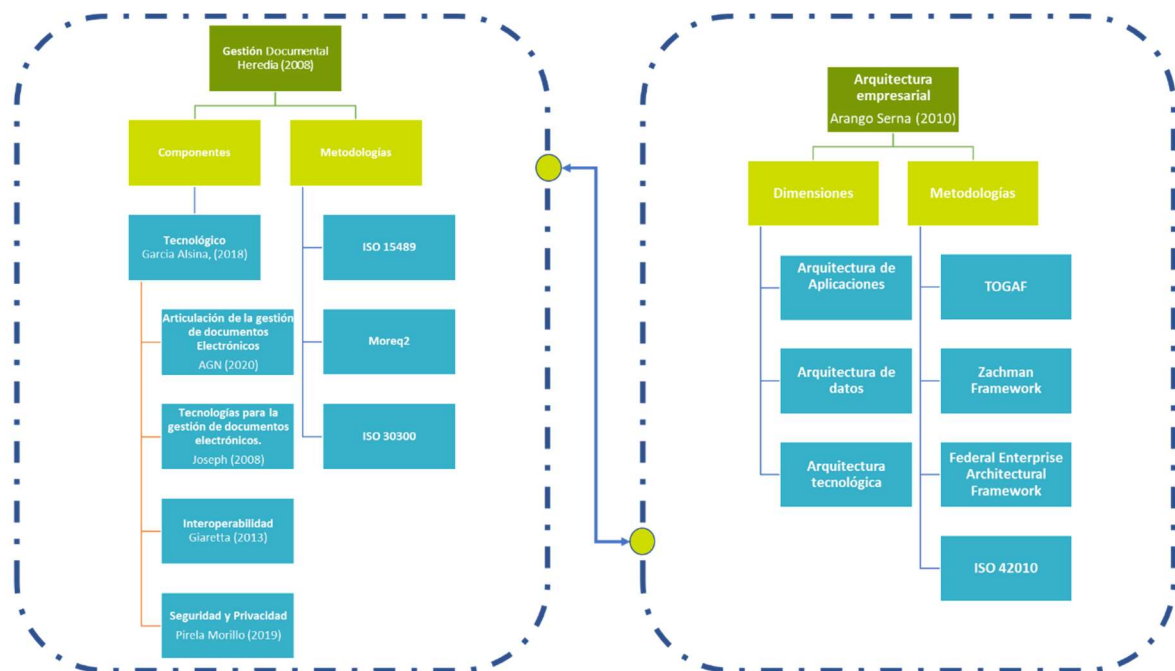 Gestión Documental
Heredia (2008)
Componentes
Metodologías
Tecnológico
Garcia Alsina, (2018)
ISO 15489
Articulación de la gestión
de documentos
Electrónicos
AGN (2020)
Moreq2
Tecnologías para la
gestión de documentos
electrónicos.
Joseph (2008)
ISO 30300
Interoperabilidad
Giaretta (2013)
Seguridad y Privacidad
Pirela Morillo (2019)
Arquitectura
empresarial
Arango Serna (2010)
Dimensiones
Metodologías
Arquitectura de
Aplicaciones
TOGAF
Arquitectura de
datos
Zachman
Framework
Arquitectura
tecnológica
Federal Enterprise
Architectural
Framework
ISO 42010